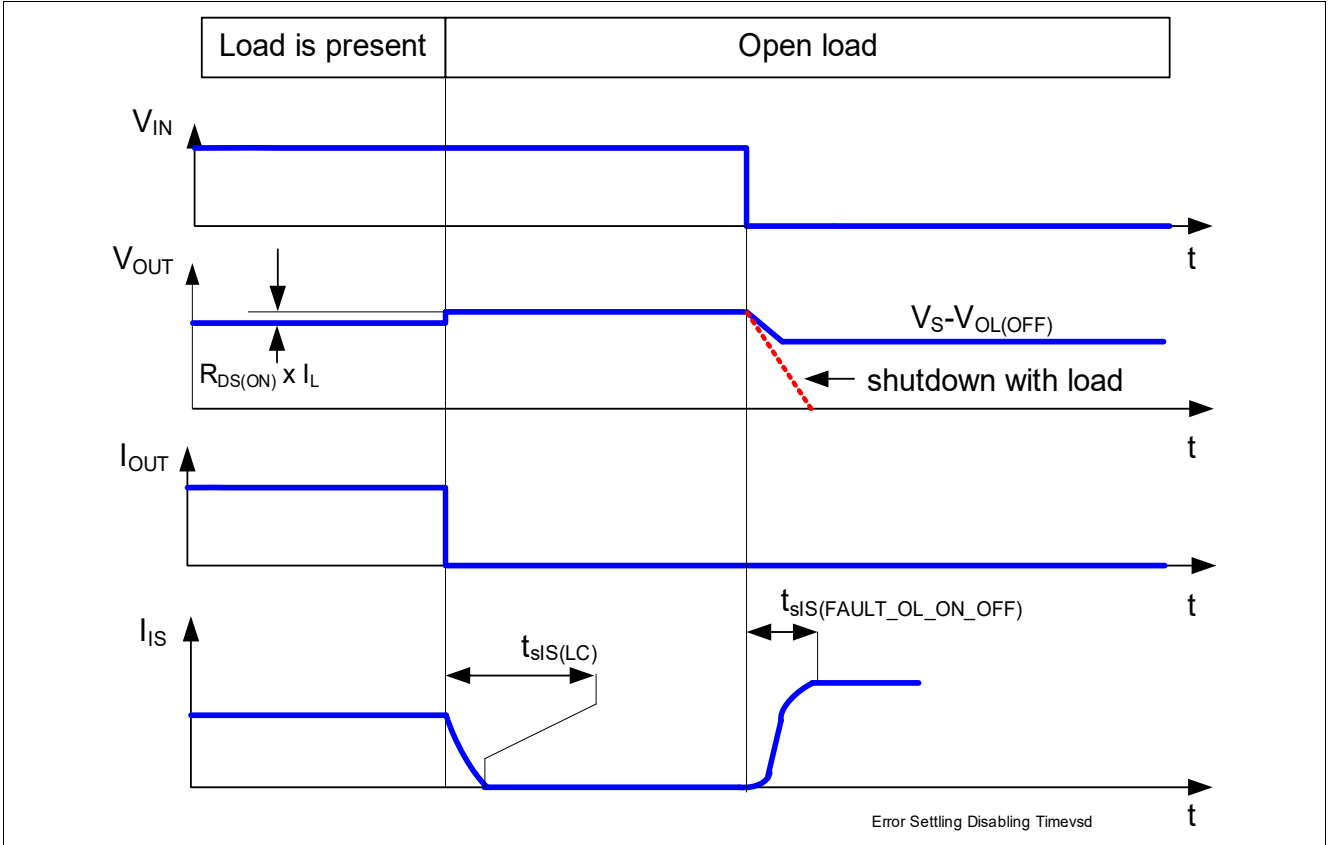 Load is present
Open load
VIN
t
VOUT
VS-VOL(OFF)
RDS(ON) x IL
shutdown with load
t
IOUT
t
tsIS(FAULT_OL_ON_OFF)
IIS
tsIS(LC)
t
Error Settling Disabling Timevsd